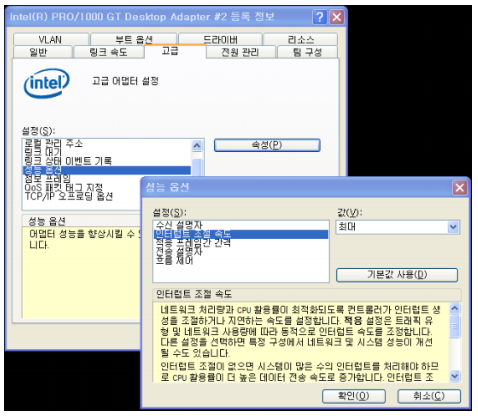 Intel(R) PRO/1000 GT Desktop Adapter #2 등록 정보
VLAN 부트 옵션 드라이버 리소스
일반 링크 속도 고급 전원 관리 팀 구성
intel
고급 어댑터 설정
설정(S):
로컬 관리 주소
링크 대기
링크 상태 이벤트 기록
성능 옵션
점보 프레임
QoS 패킷 태그 지정
TCP/IP 오프로딩 옵션
속성(P)
성능 옵션
어댑터 성능을 향상시킬 수
니다.
성능 옵션
설정(S):
수신 설명자
인터럽트 조절 속도
적응 프레임간 간격
전송 설명자
흐름 제어
값(V):
최대
기본값 사용(D)
인터럽트 조절 속도
네트워크 처리량과 CPU 활용률이 최적화되도록 컨트롤러가 인터럽트 생
성을 조절하거나 지연하는 속도를 설정합니다. 적응 설정은 트래픽 유
형 및 네트워크 사용량에 따라 동적으로 인터럽트 속도를 조절합니다.
다른 설정을 선택하면 특정 구성에서 네트워크 및 시스템 성능이 개선
될 수도 있습니다.
인터럽트 조절이 없으면 시스템이 많은 수의 인터럽트를 처리해야 하므
로 CPU 활용률이 더 높은 데이터 전송 속도로 증가합니다. 인터럽트 조
확인(O) 취소(C)